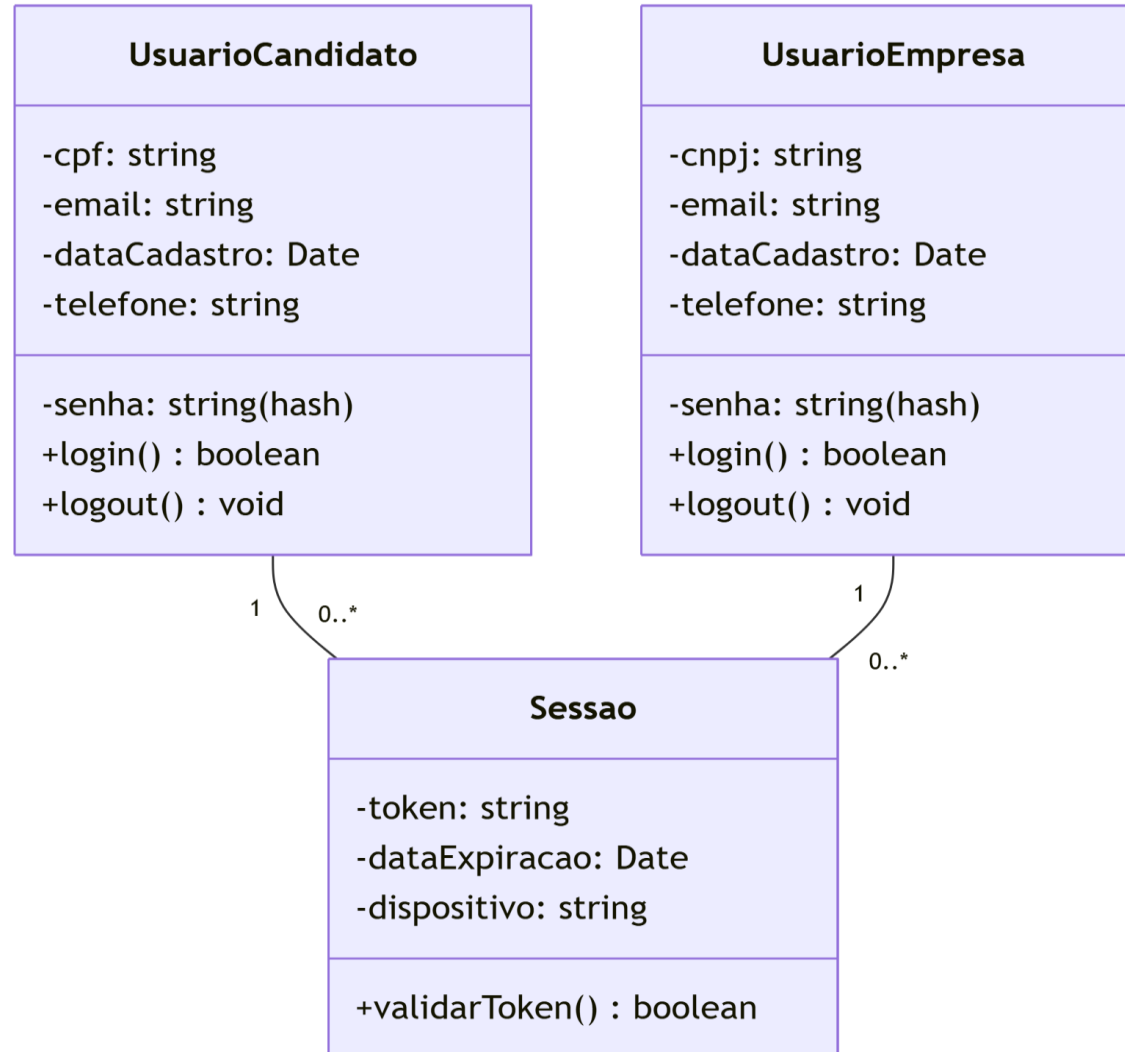 UsuarioCandidato
-cpf: string
-email: string
-dataCadastro: Date
-telefone: string
-senha: string(hash)
+login() : boolean
+logout() : void
UsuarioEmpresa
-cnpj: string
-email: string
-dataCadastro: Date
-telefone: string
-senha: string(hash)
+login() : boolean
+logout() : void
1
0..*
1
0..*
Sessao
-token: string
-dataExpiracao: Date
-dispositivo: string
+validarToken() : boolean